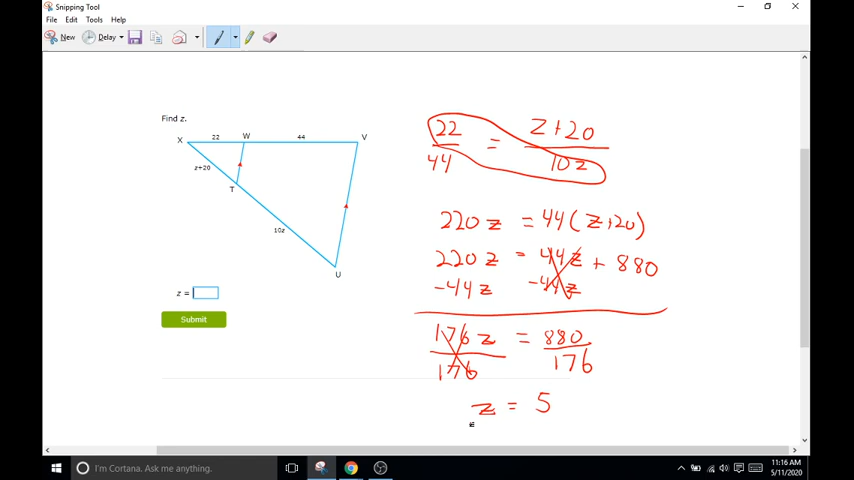 Snipping Tool
File Edit Tools Help
New Delay
Find z.
X 22 W 44 V
z+20
T
10z
U
z =
Submit
22/44 = z+20/10z
220z = 44(z+20)
220z = 44z + 880
-44z -44z
176z/176 = 880/176
z = 5
I'm Cortana. Ask me anything.
11:16 AM
5/11/2020